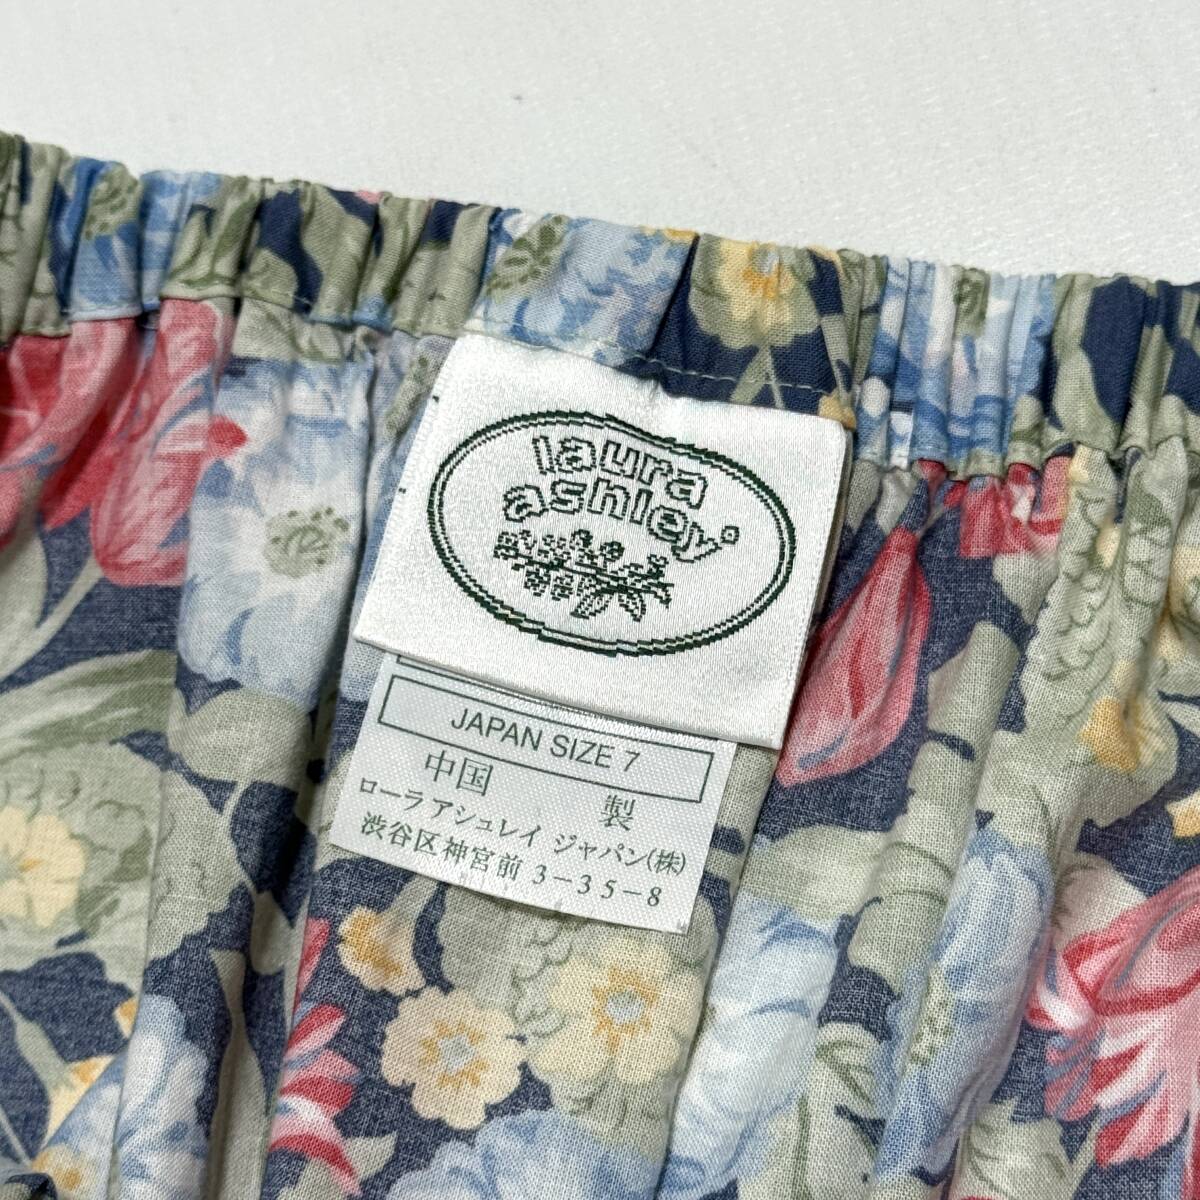 laura
ashley®
JAPAN SIZE 7
中国 製
ローラ アシュレイ ジャパン(株)
渋谷区神宮前 3-35-8